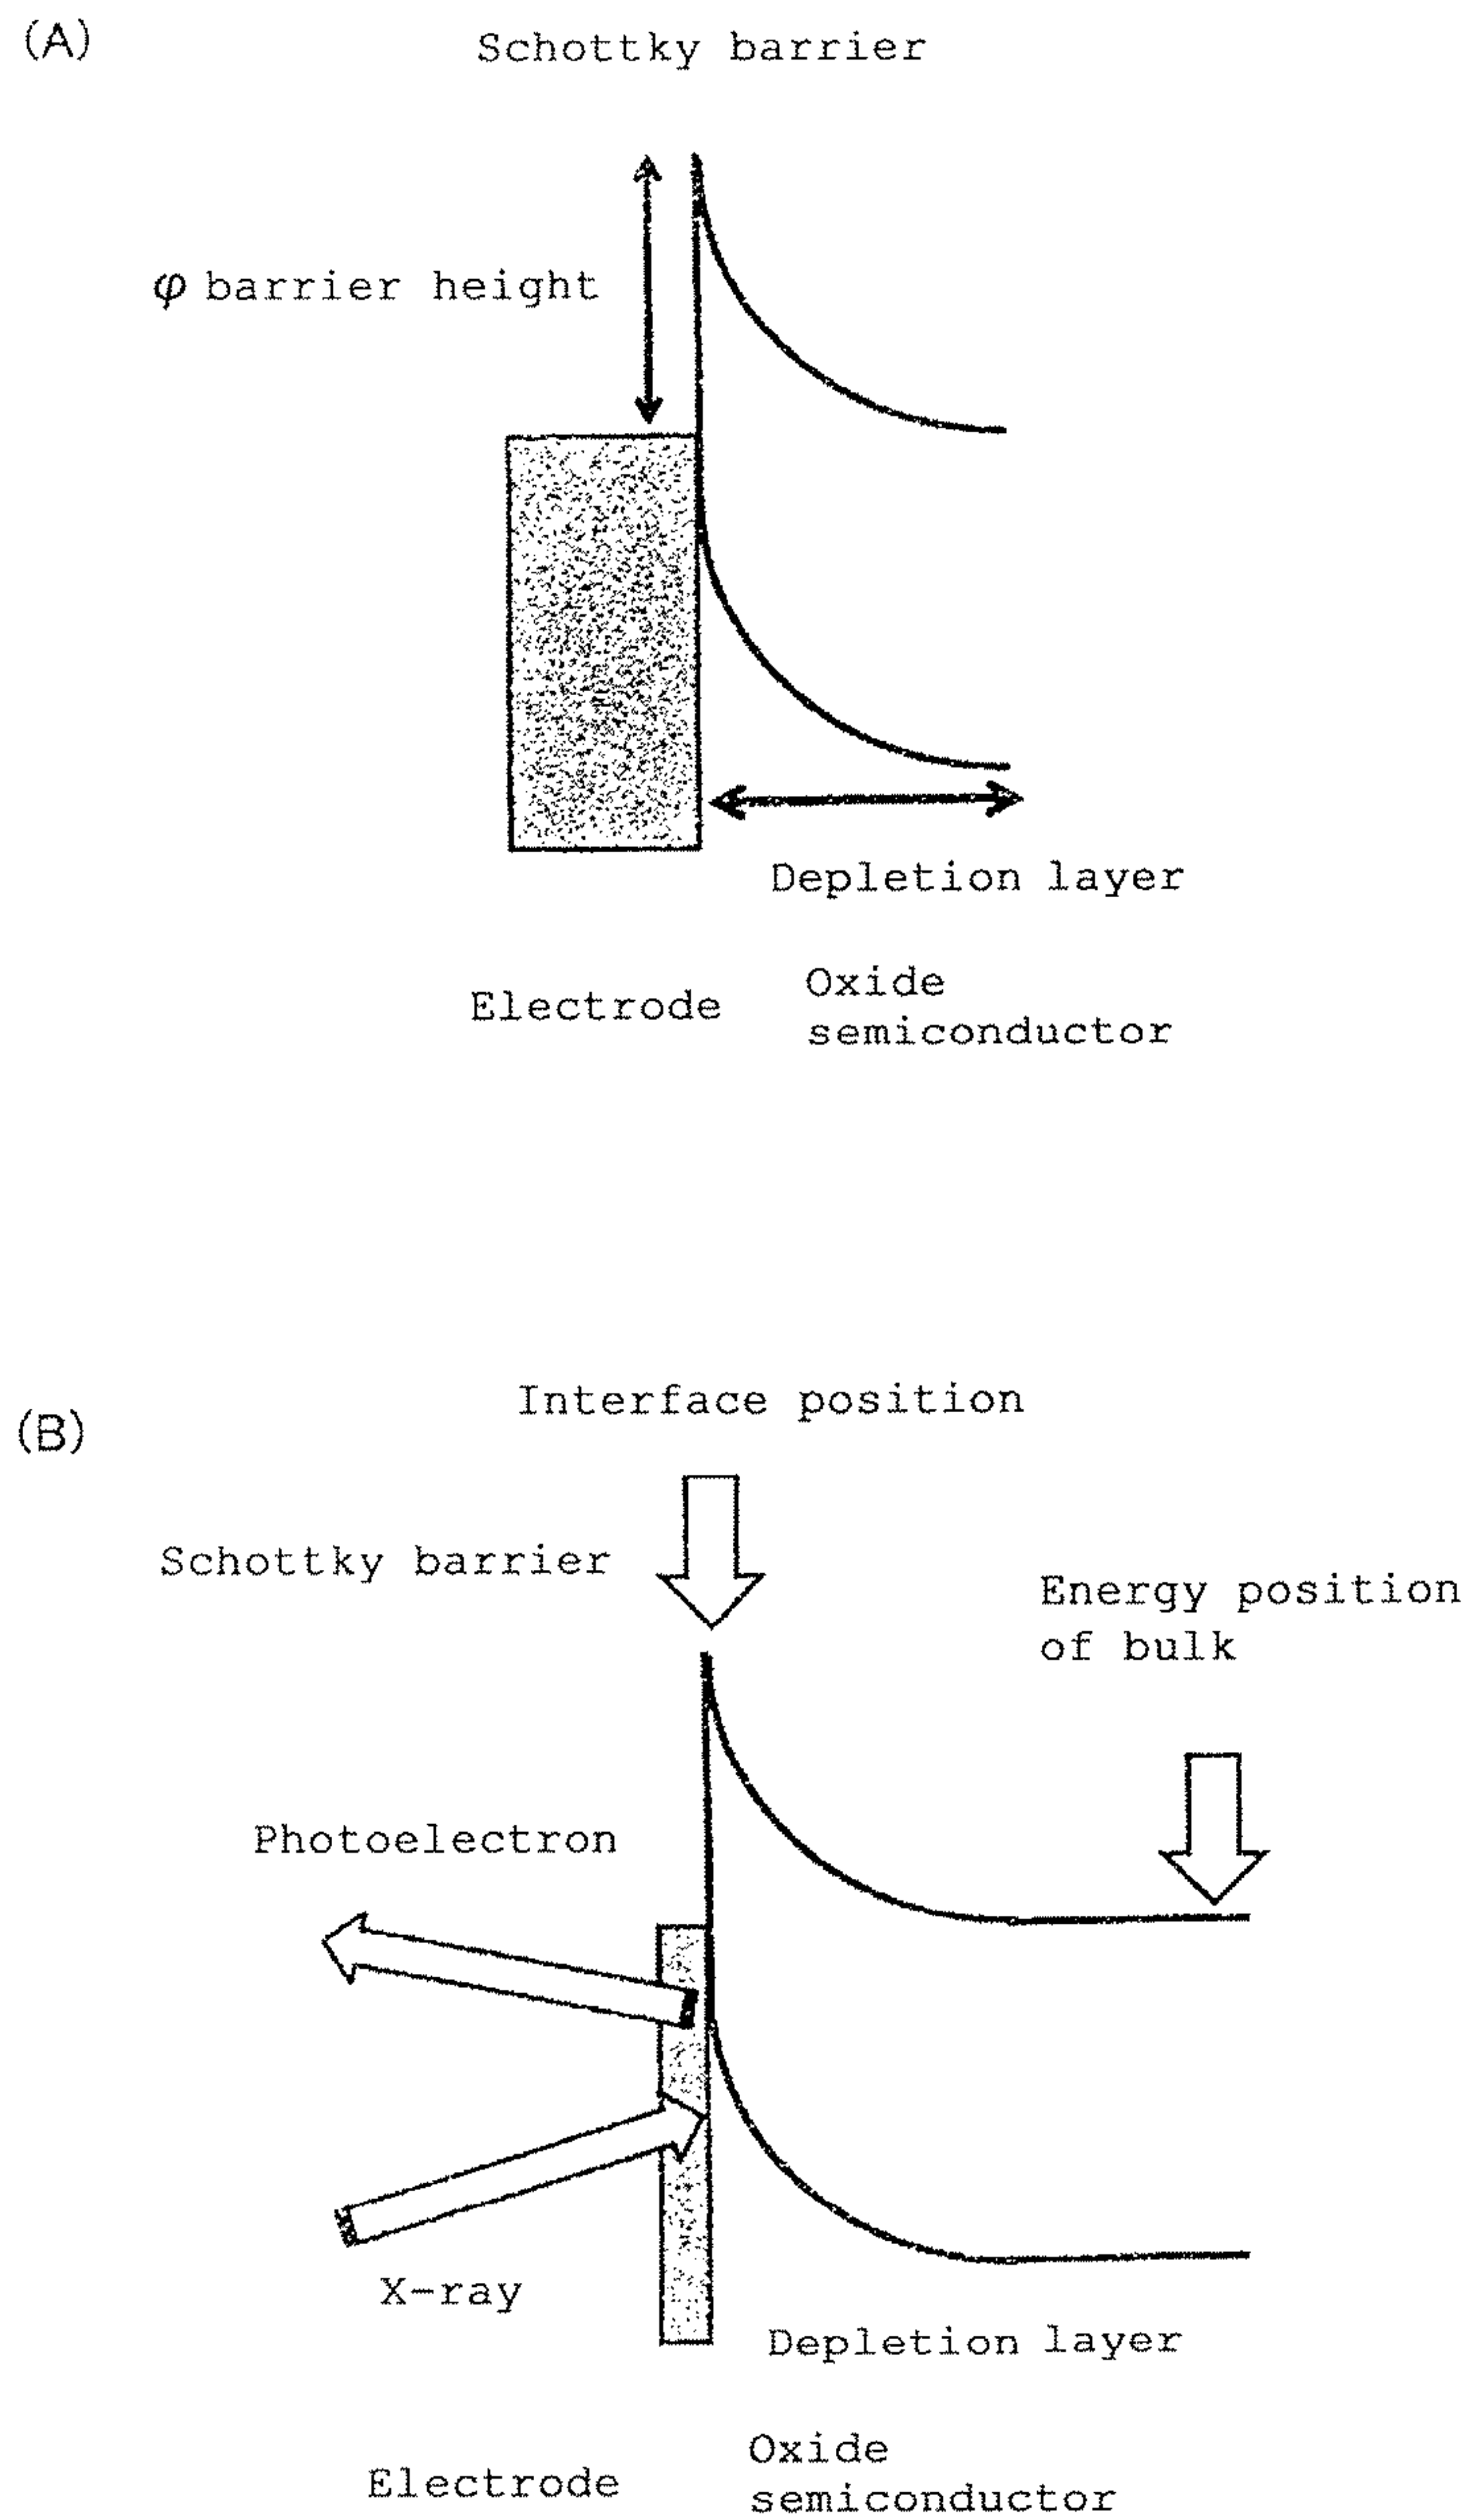 (A)
Schottky barrier
φ barrier height
Depletion layer
Electrode
Oxide
semiconductor
(B)
Interface position
Schottky barrier
Energy position
of bulk
Photoelectron
X-ray
Depletion layer
Electrode
Oxide
semiconductor